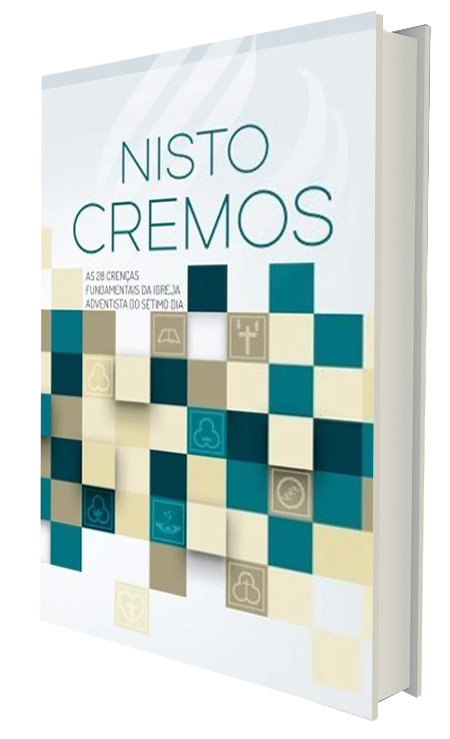 NISTO
CREMOS
AS 28 CRENÇAS
FUNDAMENTAIS DA IGREJA
ADVENTISTA DO SÉTIMO DIA